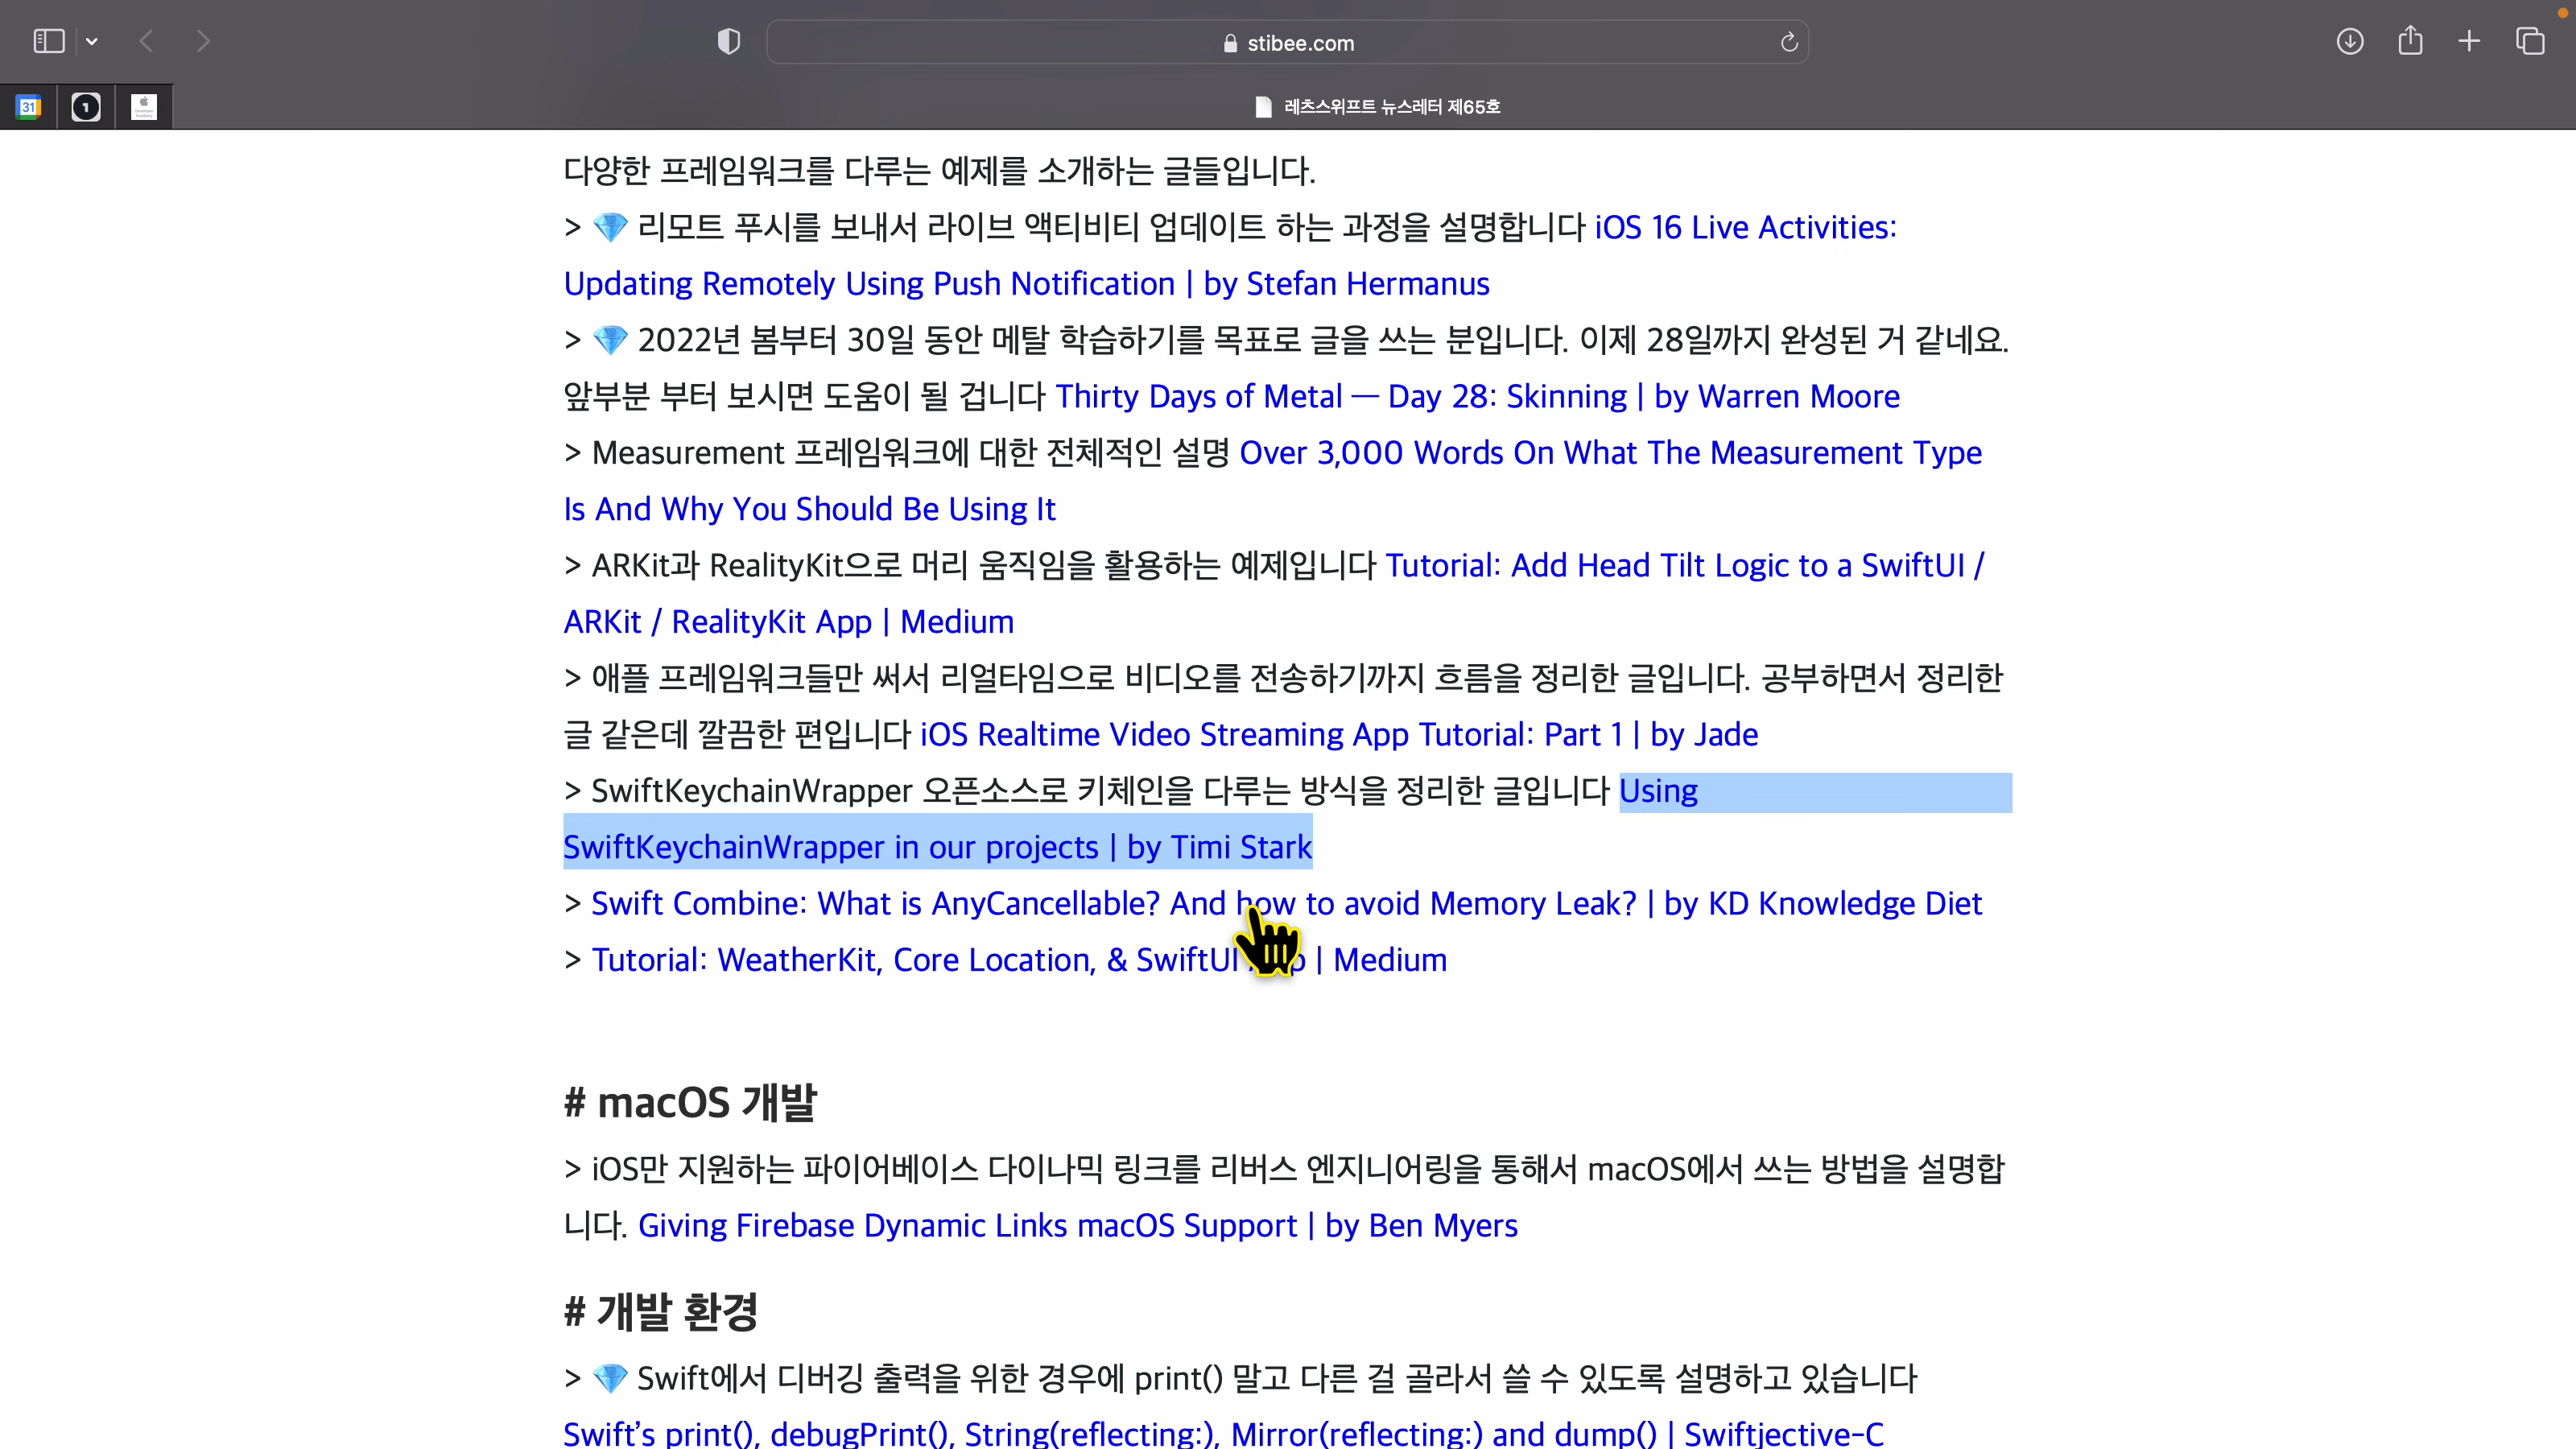 stibee.com
31
1
레츠스위프트 뉴스레터 제65호
다양한 프레임워크를 다루는 예제를 소개하는 글들입니다.
> 💎 리모트 푸시를 보내서 라이브 액티비티 업데이트 하는 과정을 설명합니다 iOS 16 Live Activities:
Updating Remotely Using Push Notification | by Stefan Hermanus
> 💎 2022년 봄부터 30일 동안 메탈 학습하기를 목표로 글을 쓰는 분입니다. 이제 28일까지 완성된 거 같네요.
앞부분 부터 보시면 도움이 될 겁니다 Thirty Days of Metal — Day 28: Skinning | by Warren Moore
> Measurement 프레임워크에 대한 전체적인 설명 Over 3,000 Words On What The Measurement Type
Is And Why You Should Be Using It
> ARKit과 RealityKit으로 머리 움직임을 활용하는 예제입니다 Tutorial: Add Head Tilt Logic to a SwiftUI /
ARKit / RealityKit App | Medium
> 애플 프레임워크들만 써서 리얼타임으로 비디오를 전송하기까지 흐름을 정리한 글입니다. 공부하면서 정리한
글 같은데 깔끔한 편입니다 iOS Realtime Video Streaming App Tutorial: Part 1 | by Jade
> SwiftKeychainWrapper 오픈소스로 키체인을 다루는 방식을 정리한 글입니다 Using
SwiftKeychainWrapper in our projects | by Timi Stark
> Swift Combine: What is AnyCancellable? And how to avoid Memory Leak? | by KD Knowledge Diet
> Tutorial: WeatherKit, Core Location, & SwiftUI | Medium
# macOS 개발
> iOS만 지원하는 파이어베이스 다이나믹 링크를 리버스 엔지니어링을 통해서 macOS에서 쓰는 방법을 설명합
니다. Giving Firebase Dynamic Links macOS Support | by Ben Myers
# 개발 환경
> 💎 Swift에서 디버깅 출력을 위한 경우에 print() 말고 다른 걸 골라서 쓸 수 있도록 설명하고 있습니다
Swift's print(), debugPrint(), String(reflecting:), Mirror(reflecting:) and dump() | Swiftjective-C